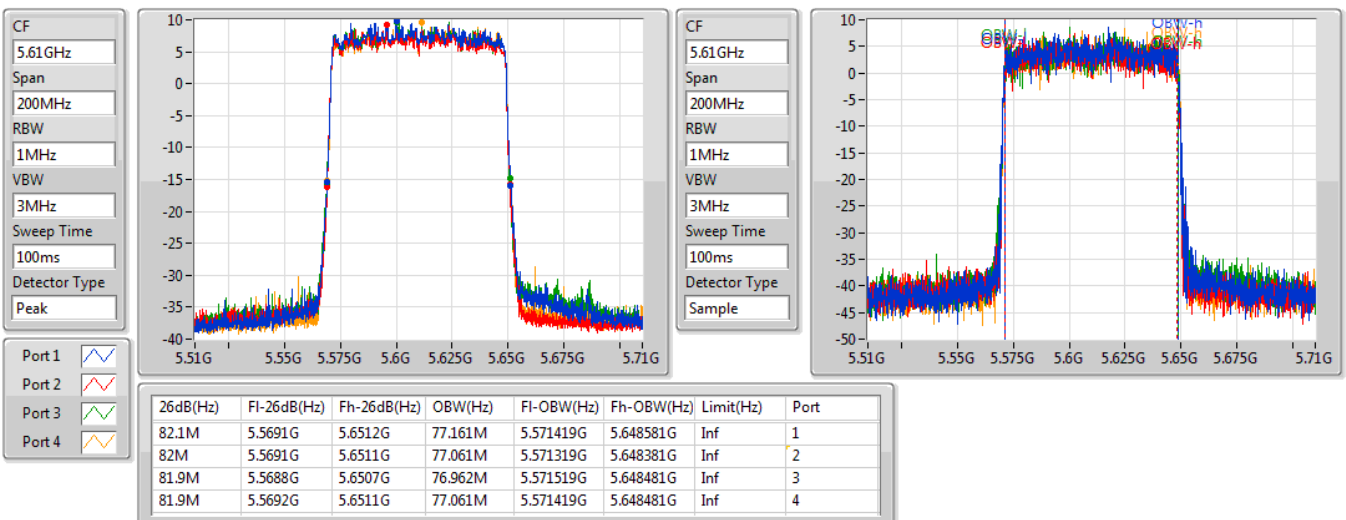 CF
5.61GHz
Span
200MHz
RBW
1MHz
VBW
3MHz
Sweep Time
100ms
Detector Type
Peak
10
5
0
-5
-10
-15
-20
-25
-30
-35
-40
5.51G 5.55G 5.575G 5.6G 5.625G 5.65G 5.675G 5.71G
CF
5.61GHz
Span
200MHz
RBW
1MHz
VBW
3MHz
Sweep Time
100ms
Detector Type
Sample
10
5
0
-5
-10
-15
-20
-25
-30
-35
-40
-45
-50
OBW-h
OBW-h
OBW-h
5.51G 5.55G 5.575G 5.6G 5.625G 5.65G 5.675G 5.71G
Port 1
Port 2
Port 3
Port 4
26dB(Hz) Fl-26dB(Hz) Fh-26dB(Hz) OBW(Hz) Fl-OBW(Hz) Fh-OBW(Hz) Limit(Hz) Port
82.1M 5.5691G 5.6512G 77.161M 5.571419G 5.648581G Inf 1
82M 5.5691G 5.6511G 77.061M 5.571319G 5.648381G Inf 2
81.9M 5.5688G 5.6507G 76.962M 5.571519G 5.648481G Inf 3
81.9M 5.5692G 5.6511G 77.061M 5.571419G 5.648481G Inf 4